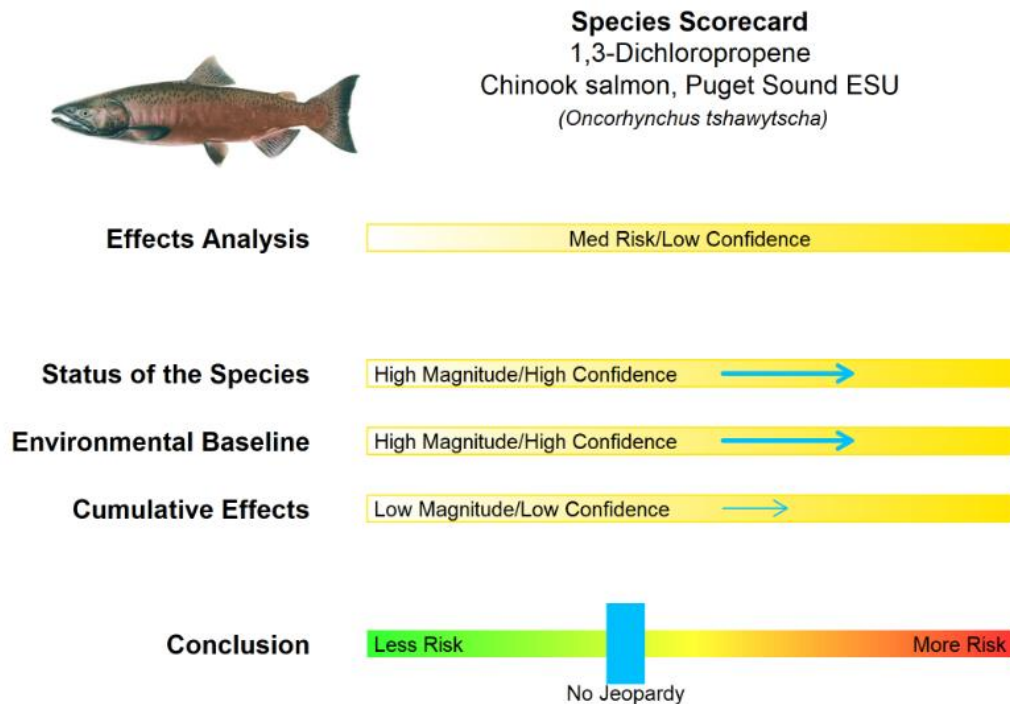 Species Scorecard
1,3-Dichloropropene
Chinook salmon, Puget Sound ESU
(Oncorhynchus tshawytscha)
Effects Analysis
Med Risk/Low Confidence
Status of the Species
High Magnitude/High Confidence
Environmental Baseline
High Magnitude/High Confidence
Cumulative Effects
Low Magnitude/Low Confidence
Conclusion
Less Risk
More Risk
No Jeopardy